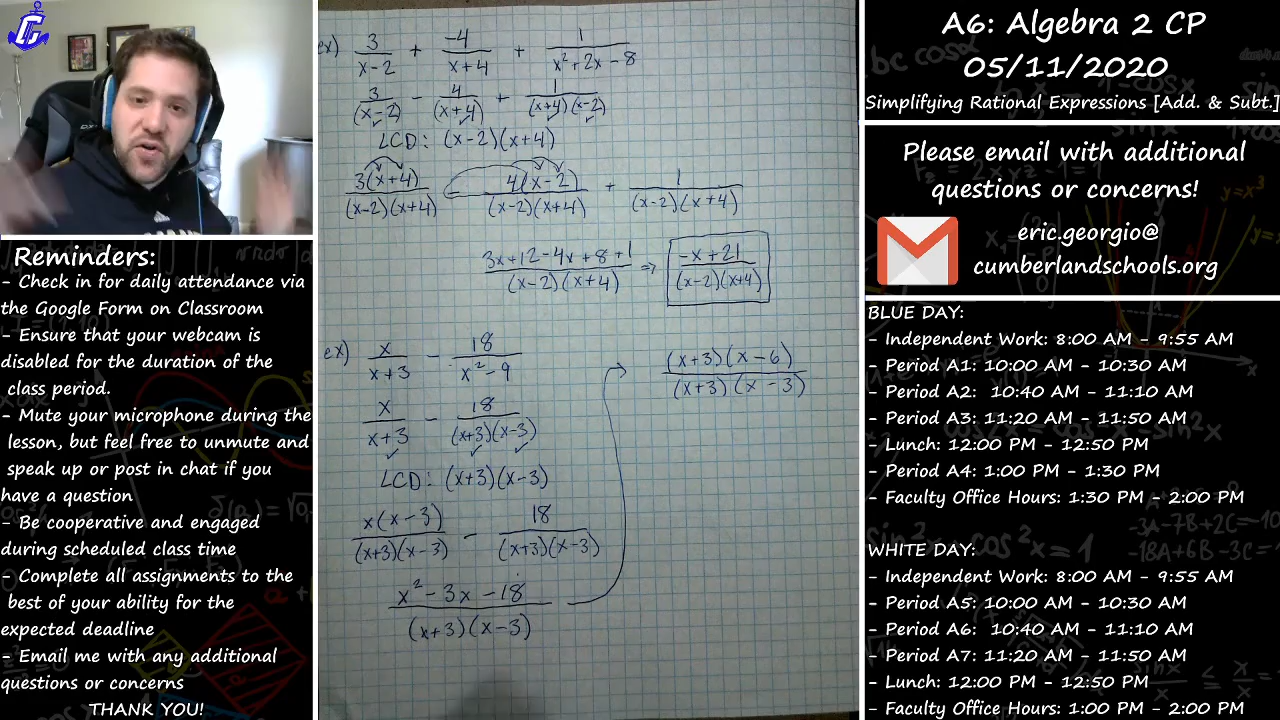 Reminders:
- Check in for daily attendance via
the Google Form on Classroom
- Ensure that your webcam is
disabled for the duration of the
class period.
- Mute your microphone during the
lesson, but feel free to unmute and
speak up or post in chat if you
have a question
- Be cooperative and engaged
during scheduled class time
- Complete all assignments to the
best of your ability for the
expected deadline
- Email me with any additional
questions or concerns
THANK YOU!
ex) 3/(x-2) + -4/(x+4) + 1/(x²+2x-8)
3/(x-2) - 4/(x+4) + 1/((x+4)(x-2))
LCD: (x-2)(x+4)
3(x+4)/((x-2)(x+4)) - 4(x-2)/((x-2)(x+4)) + 1/((x-2)(x+4))
(3x+12-4x+8+1)/((x-2)(x+4)) ⇒ (-x+21)/((x-2)(x+4))
ex) x/(x+3) - 18/(x²-9)
x/(x+3) - 18/((x+3)(x-3))
LCD: (x+3)(x-3)
x(x-3)/((x+3)(x-3)) - 18/((x+3)(x-3))
(x²-3x-18)/((x+3)(x-3))
(x+3)(x-6)/((x+3)(x-3))
A6: Algebra 2 CP
05/11/2020
Simplifying Rational Expressions [Add. & Subt.]
Please email with additional
questions or concerns!
eric.georgio@
cumberlandschools.org
BLUE DAY:
- Independent Work: 8:00 AM - 9:55 AM
- Period A1: 10:00 AM - 10:30 AM
- Period A2: 10:40 AM - 11:10 AM
- Period A3: 11:20 AM - 11:50 AM
- Lunch: 12:00 PM - 12:50 PM
- Period A4: 1:00 PM - 1:30 PM
- Faculty Office Hours: 1:30 PM - 2:00 PM
WHITE DAY:
- Independent Work: 8:00 AM - 9:55 AM
- Period A5: 10:00 AM - 10:30 AM
- Period A6: 10:40 AM - 11:10 AM
- Period A7: 11:20 AM - 11:50 AM
- Lunch: 12:00 PM - 12:50 PM
- Faculty Office Hours: 1:00 PM - 2:00 PM